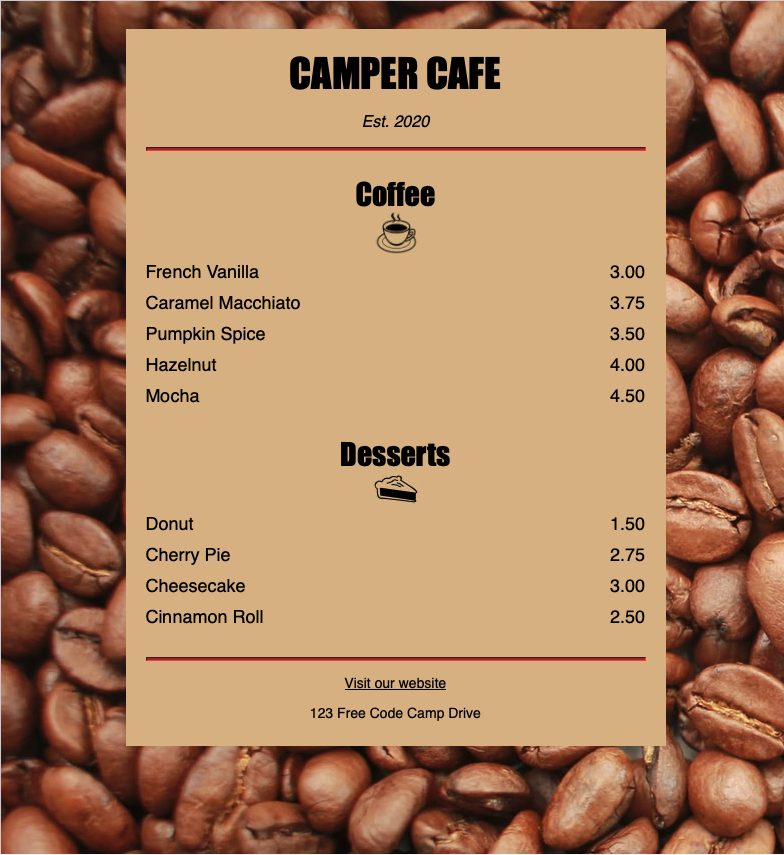 CAMPER CAFE
Est. 2020
Coffee
French Vanilla 3.00
Caramel Macchiato 3.75
Pumpkin Spice 3.50
Hazelnut 4.00
Mocha 4.50
Desserts
Donut 1.50
Cherry Pie 2.75
Cheesecake 3.00
Cinnamon Roll 2.50
Visit our website
123 Free Code Camp Drive